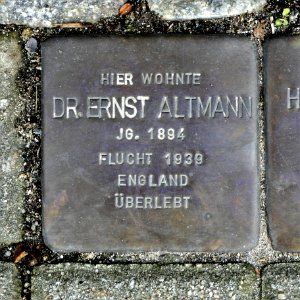 HIER WOHNTE
DR. ERNST ALTMANN
JG. 1894
FLUCHT 1939
ENGLAND
ÜBERLEBT